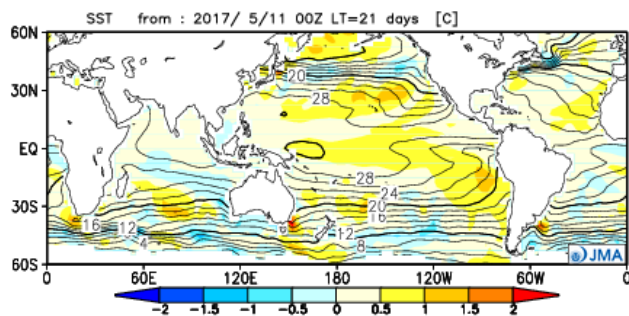 SST from : 2017/ 5/11 00Z LT=21 days [C]
60N
30N
EQ
30S
60S
20
28
28
24
20
16
16
12
4
6
12
8
JMA
0 60E 120E 180 120W 60W 0
-2 -1.5 -1 -0.5 0 0.5 1 1.5 2